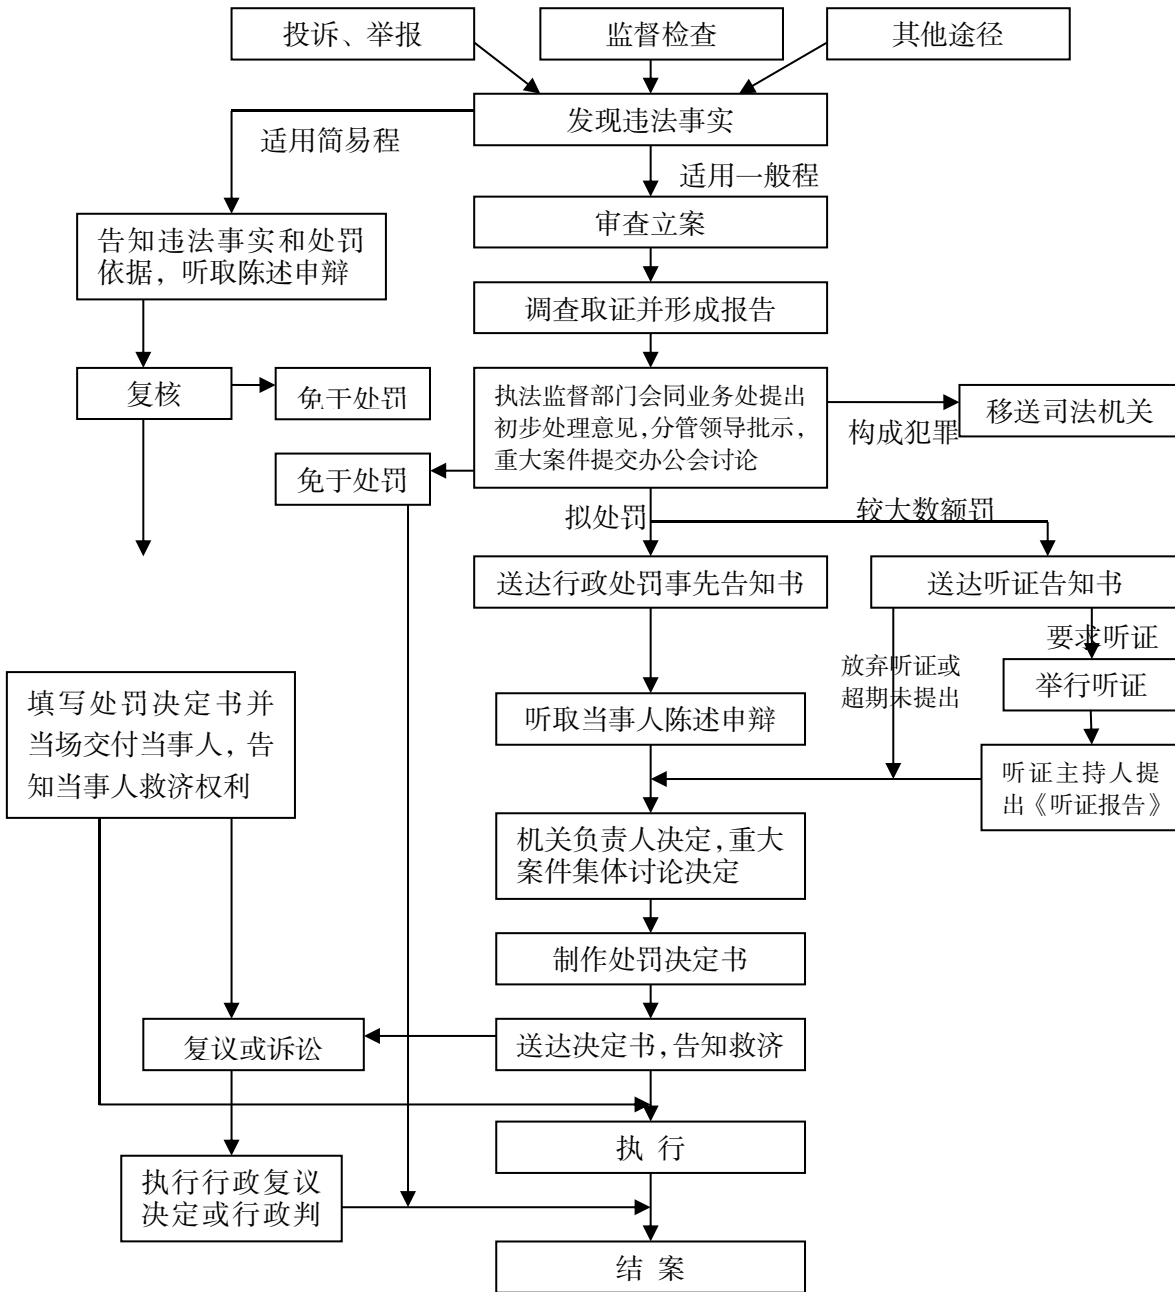 投诉、举报
监督检查
其他途径
发现违法事实
适用简易程
适用一般程
审查立案
告知违法事实和处罚
依据，听取陈述申辩
调查取证并形成报告
复核
免于处罚
执法监督部门会同业务处提出
初步处理意见，分管领导批示，
重大案件提交办公会讨论
构成犯罪
移送司法机关
免于处罚
拟处罚
较大数额罚
送达行政处罚事先告知书
送达听证告知书
要求听证
放弃听证或
超期未提出
举行听证
填写处罚决定书并
当场交付当事人，告
知当事人救济权利
听取当事人陈述申辩
听证主持人提
出《听证报告》
机关负责人决定，重大
案件集体讨论决定
制作处罚决定书
复议或诉讼
送达决定书，告知救济
执 行
执行行政复议
决定或行政判
结 案